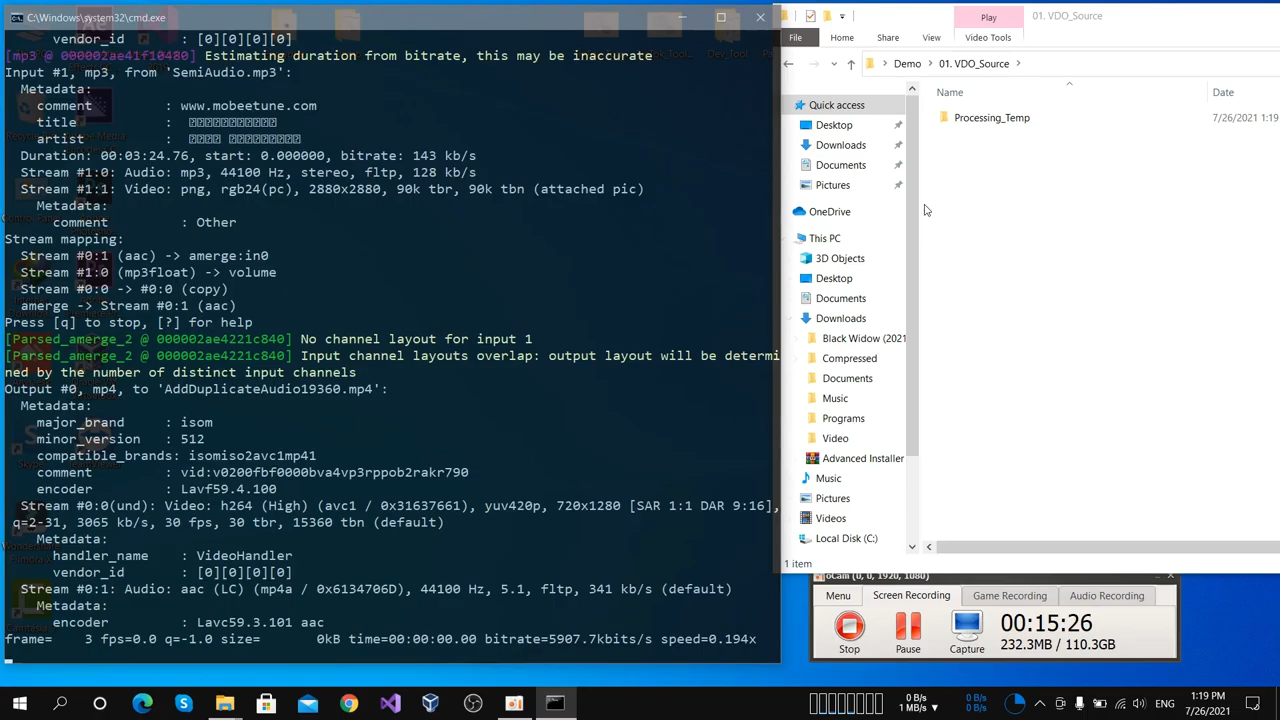 C:\Windows\system32\cmd.exe
vendor_id : [0][0][0][0]
[mp3 @ 000002ae41f10480] Estimating duration from bitrate, this may be inaccurate
Input #1, mp3, from 'SemiAudio.mp3':
Metadata:
comment : www.mobeetune.com
title :
artist :
Duration: 00:03:24.76, start: 0.000000, bitrate: 143 kb/s
Stream #1:0: Audio: mp3, 44100 Hz, stereo, fltp, 128 kb/s
Stream #1:1: Video: png, rgb24(pc), 2880x2880, 90k tbr, 90k tbn (attached pic)
Metadata:
comment : Other
Stream mapping:
Stream #0:1 (aac) -> amerge:in0
Stream #1:0 (mp3float) -> volume
Stream #0:0 -> #0:0 (copy)
amerge -> Stream #0:1 (aac)
Press [q] to stop, [?] for help
[Parsed_amerge_2 @ 000002ae4221c840] No channel layout for input 1
[Parsed_amerge_2 @ 000002ae4221c840] Input channel layouts overlap: output layout will be determi
ned by the number of distinct input channels
Output #0, mp4, to 'AddDuplicateAudio19360.mp4':
Metadata:
major_brand : isom
minor_version : 512
compatible_brands: isomiso2avc1mp41
comment : vid:v0200fbf0000bva4vp3rppob2rakr790
encoder : Lavf59.4.100
Stream #0:0(und): Video: h264 (High) (avc1 / 0x31637661), yuv420p, 720x1280 [SAR 1:1 DAR 9:16],
q=2-31, 3068 kb/s, 30 fps, 30 tbr, 15360 tbn (default)
Metadata:
handler_name : VideoHandler
vendor_id : [0][0][0][0]
Stream #0:1: Audio: aac (LC) (mp4a / 0x6134706D), 44100 Hz, 5.1, fltp, 341 kb/s (default)
Metadata:
encoder : Lavc59.3.101 aac
frame= 3 fps=0.0 q=-1.0 size= 0kB time=00:00:00.00 bitrate=5907.7kbits/s speed=0.194x
Play
01. VDO_Source
File
Home
Share
View
Video Tools
Demo
01. VDO_Source
Name
Date
Processing_Temp
7/26/2021 1:19
Quick access
Desktop
Downloads
Documents
Pictures
OneDrive
This PC
3D Objects
Desktop
Documents
Downloads
Black Widow (2021
Compressed
Documents
Music
Programs
Video
Advanced Installer
Music
Pictures
Videos
Local Disk (C:)
1 item
oCam (0, 0, 1920, 1080)
Menu
Screen Recording
Game Recording
Audio Recording
Stop
Pause
Capture
00:15:26
232.3MB / 110.3GB
0 B/s
1 MB/s
0 B/s
0 B/s
ENG
1:19 PM
7/26/2021